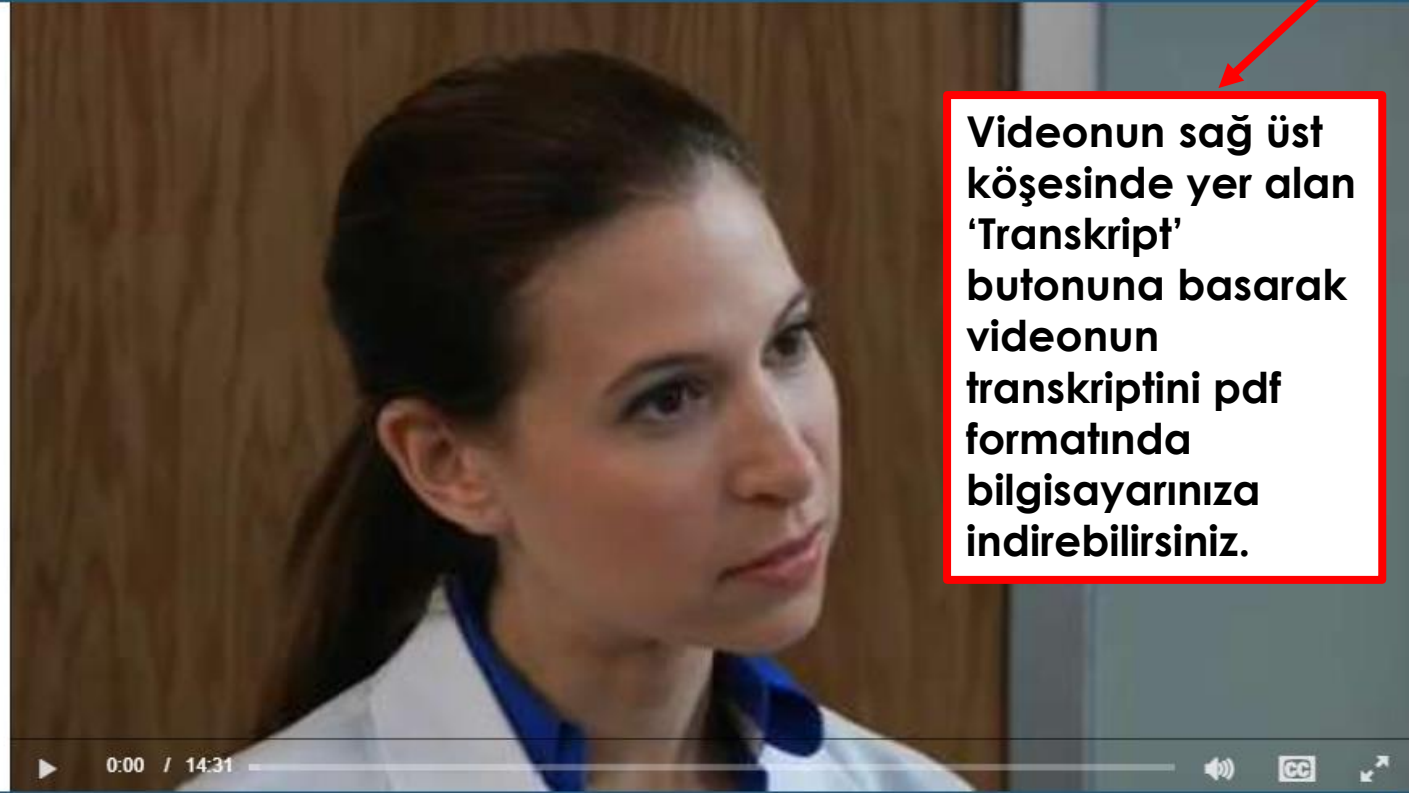 Videonun sağ üst
köşesinde yer alan
‘Transkript’
butonuna basarak
videonun
transkriptini pdf
formatında
bilgisayarınıza
indirebilirsiniz.
0:00 / 14:31
CC